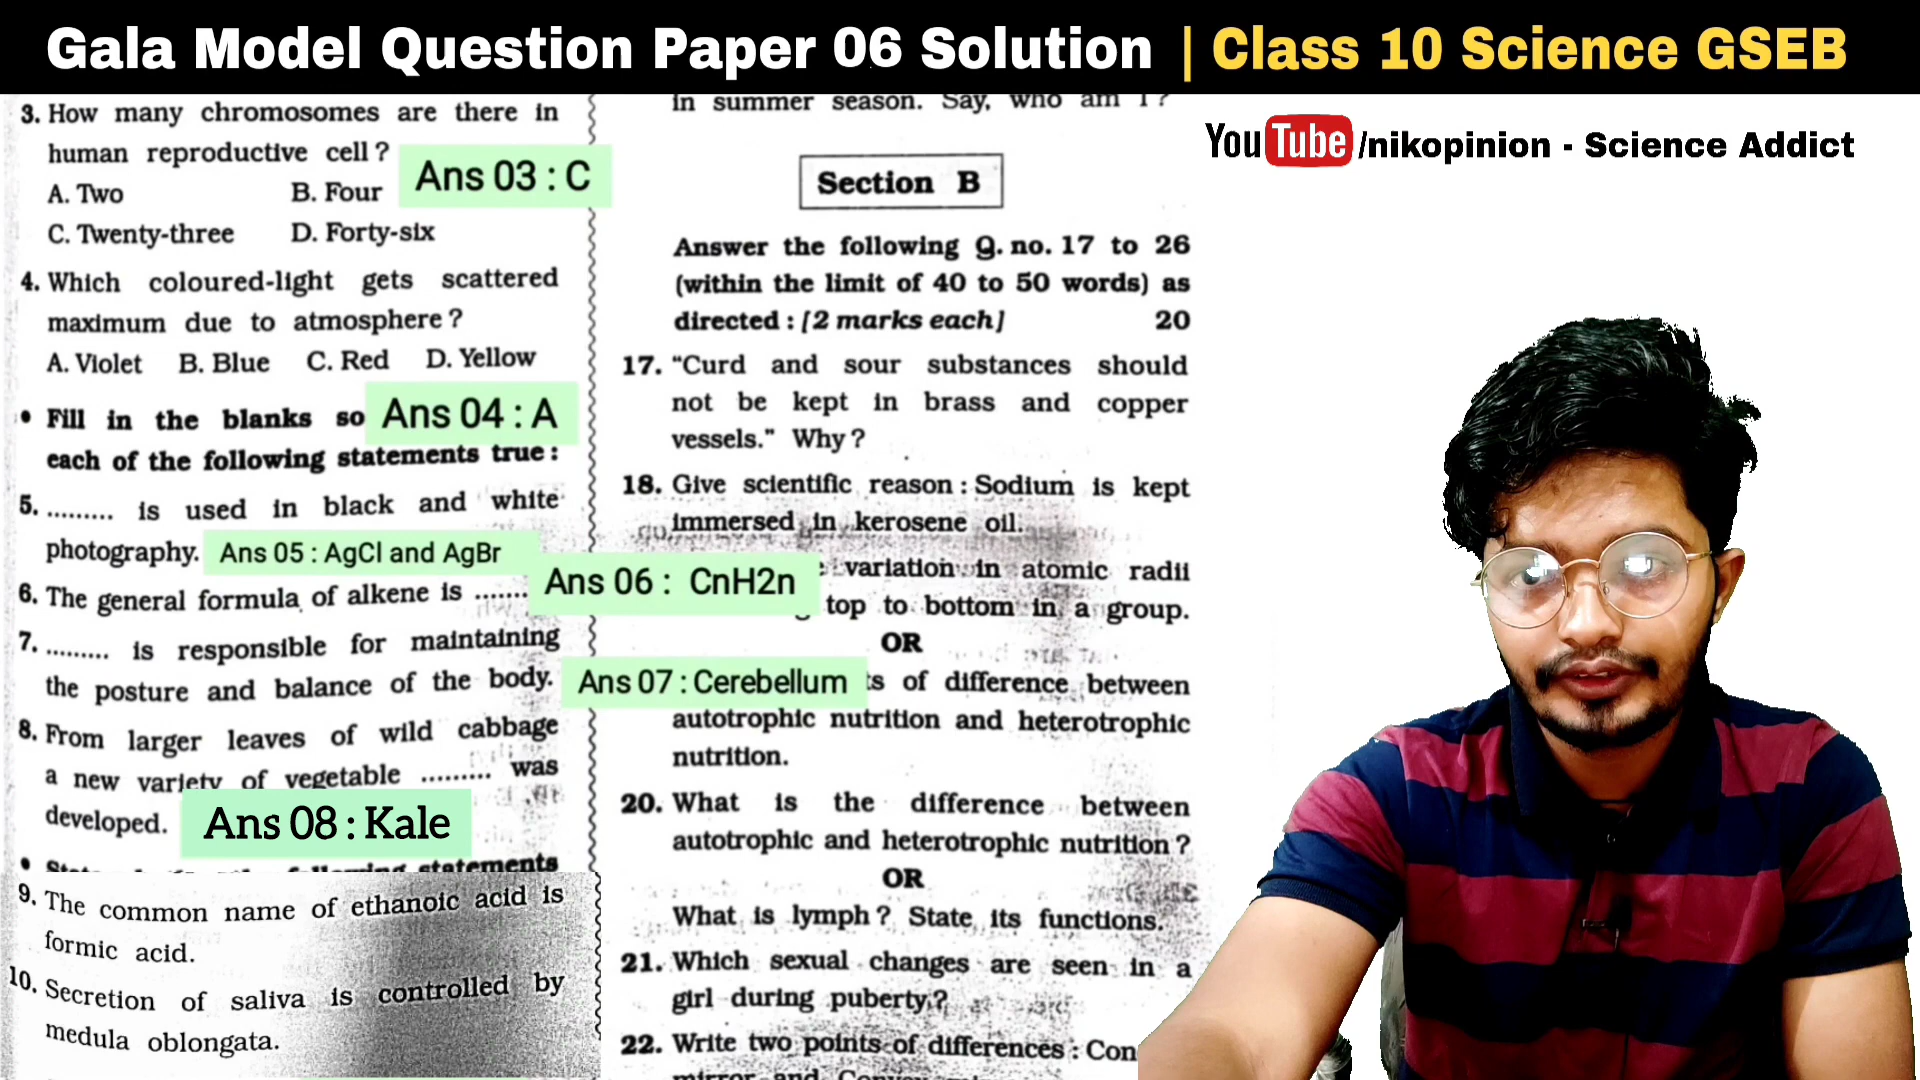 Gala Model Question Paper 06 Solution | Class 10 Science GSEB
YouTube/nikopinion - Science Addict
3. How many chromosomes are there in
human reproductive cell ?
Ans 03 : C
A. Two B. Four
C. Twenty-three D. Forty-six
4. Which coloured-light gets scattered
maximum due to atmosphere ?
A. Violet B. Blue C. Red D. Yellow
Ans 04 : A
• Fill in the blanks so
each of the following statements true :
5. ......... is used in black and white
photography.
Ans 05 : AgCl and AgBr
6. The general formula of alkene is .......
Ans 06 : CnH2n
7. ......... is responsible for maintaining
the posture and balance of the body.
Ans 07 : Cerebellum
8. From larger leaves of wild cabbage
a new variety of vegetable ......... was
developed.
Ans 08 : Kale
following statements
9. The common name of ethanoic acid is
formic acid.
10. Secretion of saliva is controlled by
medula oblongata.
in summer season. Say, who am I ?
Section B
Answer the following Q. no. 17 to 26
(within the limit of 40 to 50 words) as
directed : [2 marks each] 20
17. “Curd and sour substances should
not be kept in brass and copper
vessels.” Why ?
18. Give scientific reason : Sodium is kept
immersed in kerosene oil.
variation in atomic radii
top to bottom in a group.
OR
of difference between
autotrophic nutrition and heterotrophic
nutrition.
20. What is the difference between
autotrophic and heterotrophic nutrition ?
OR
What is lymph ? State its functions.
21. Which sexual changes are seen in a
girl during puberty ?
22. Write two points of differences : Con
mirror and